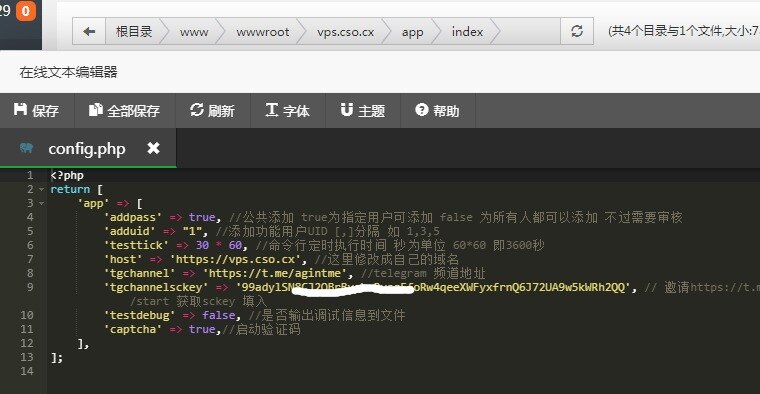 29 0
根目录 www wwwroot vps.cso.cx app index (共4个目录与1个文件,大小:7
在线文本编辑器
保存 全部保存 刷新 字体 主题 帮助
config.php
1 <?php
2 return [
3 'app' => [
4 'addpass' => true, //公共添加 true为指定用户可添加 false 为所有人都可以添加 不过需要审核
5 'adduid' => "1", //添加功能用户UID [,]分隔 如 1,3,5
6 'testtick' => 30 * 60, //命令行定时执行时间 秒为单位 60*60 即3600秒
7 'host' => 'https://vps.cso.cx', //这里修改成自己的域名
8 'tgchannel' => 'https://t.me/agintme', //telegram 频道地址
9 'tgchannelsckey' => // 邀请https://t.m
/start 获取sckey 填入
10 'testdebug' => false, //是否输出调试信息到文件
11 'captcha' => true,//启动验证码
12 ],
13 ];
14